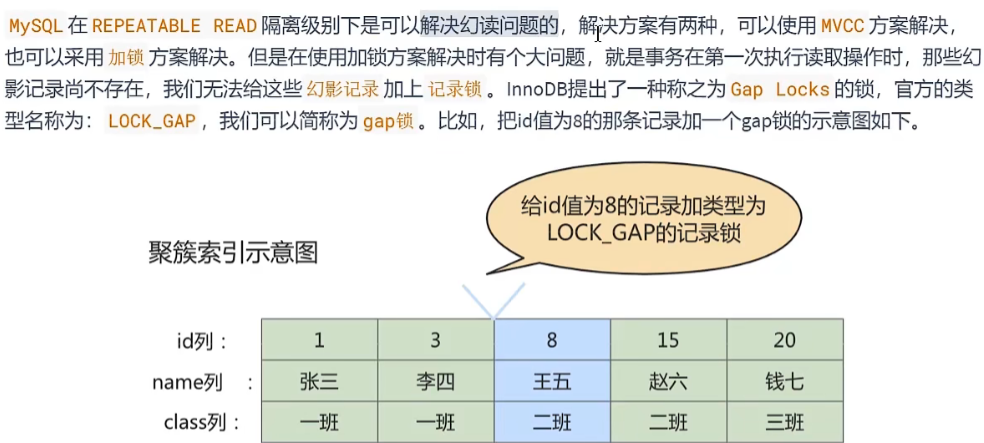 MySQL 在 REPEATABLE READ 隔离级别下是可以解决幻读问题的，解决方案有两种，可以使用 MVCC 方案解决，
也可以采用 加锁 方案解决。但是在使用加锁方案解决时有个大问题，就是事务在第一次执行读取操作时，那些幻
影记录尚不存在，我们无法给这些 幻影记录 加上 记录锁 。InnoDB提出了一种称之为 Gap Locks 的锁，官方的类
型名称为： LOCK_GAP ，我们可以简称为 gap锁 。比如，把id值为8的那条记录加一个gap锁的示意图如下。
给id值为8的记录加类型为
LOCK_GAP的记录锁
聚簇索引示意图
id列： 1 3 8 15 20
name列 ： 张三 李四 王五 赵六 钱七
class列： 一班 一班 二班 二班 三班